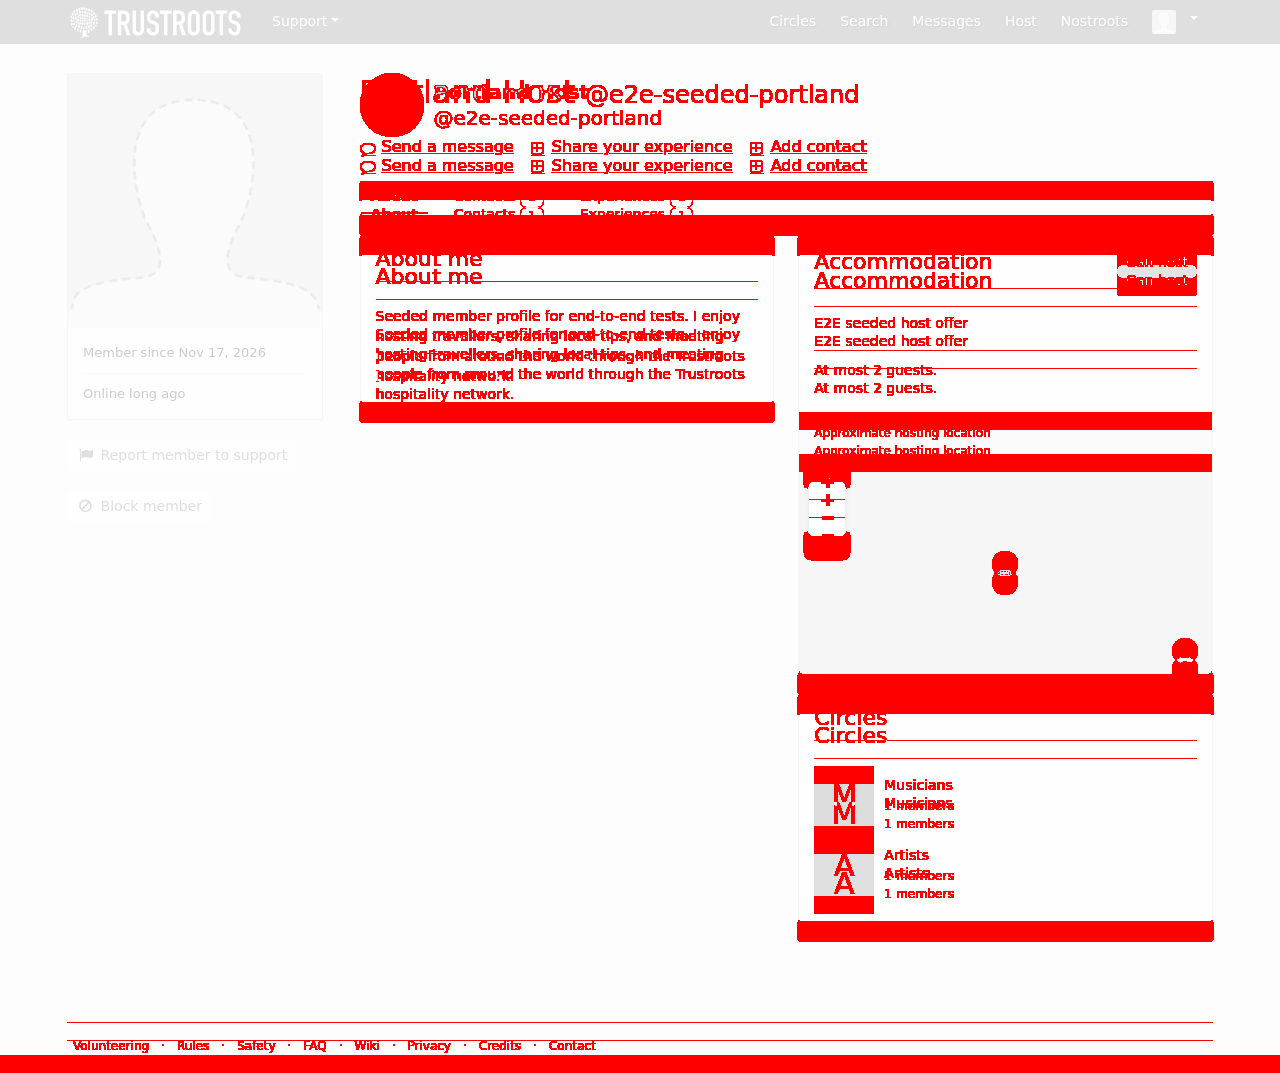 TRUSTROOTS Support Circles Search Messages Host Nostroots
Portland Host @e2e-seeded-portland
@e2e-seeded-portland
Send a message Share your experience Add contact
Send a message Share your experience Add contact
About Contacts Experiences
About me
About me
Seeded member profile for end-to-end tests. I enjoy
hosting travellers, sharing local tips, and meeting
people from around the world through the Trustroots
hospitality network.
Member since Nov 17, 2026
Online long ago
Report member to support
Block member
Accommodation
Accommodation
E2E seeded host offer
E2E seeded host offer
At most 2 guests.
At most 2 guests.
Approximate hosting location
Approximate hosting location
+
+
−
Circles
Circles
M
M
Musicians
Musicians
1 members
1 members
A
A
Artists
Artists
1 members
1 members
Volunteering · Rules · Safety · FAQ · Wiki · Privacy · Credits · Contact